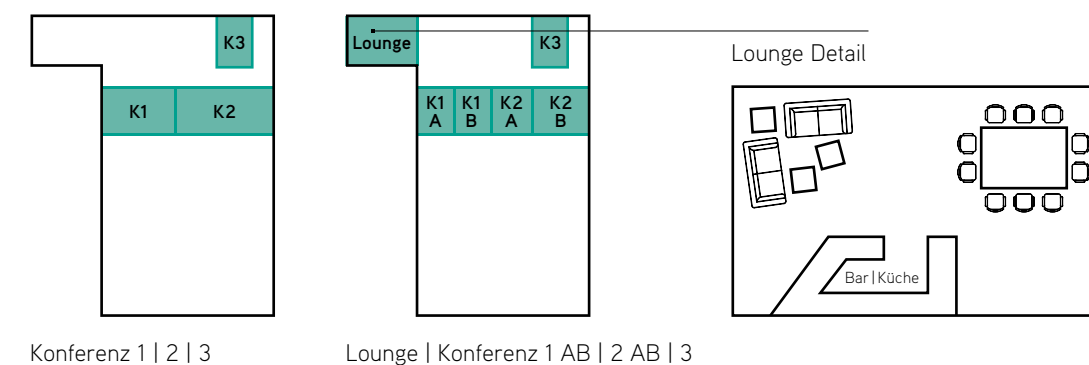 K3
K1
K2
Konferenz 1 | 2 | 3
Lounge
K3
K1
A
K1
B
K2
A
K2
B
Lounge | Konferenz 1 AB | 2 AB | 3
Lounge Detail
Bar | Küche